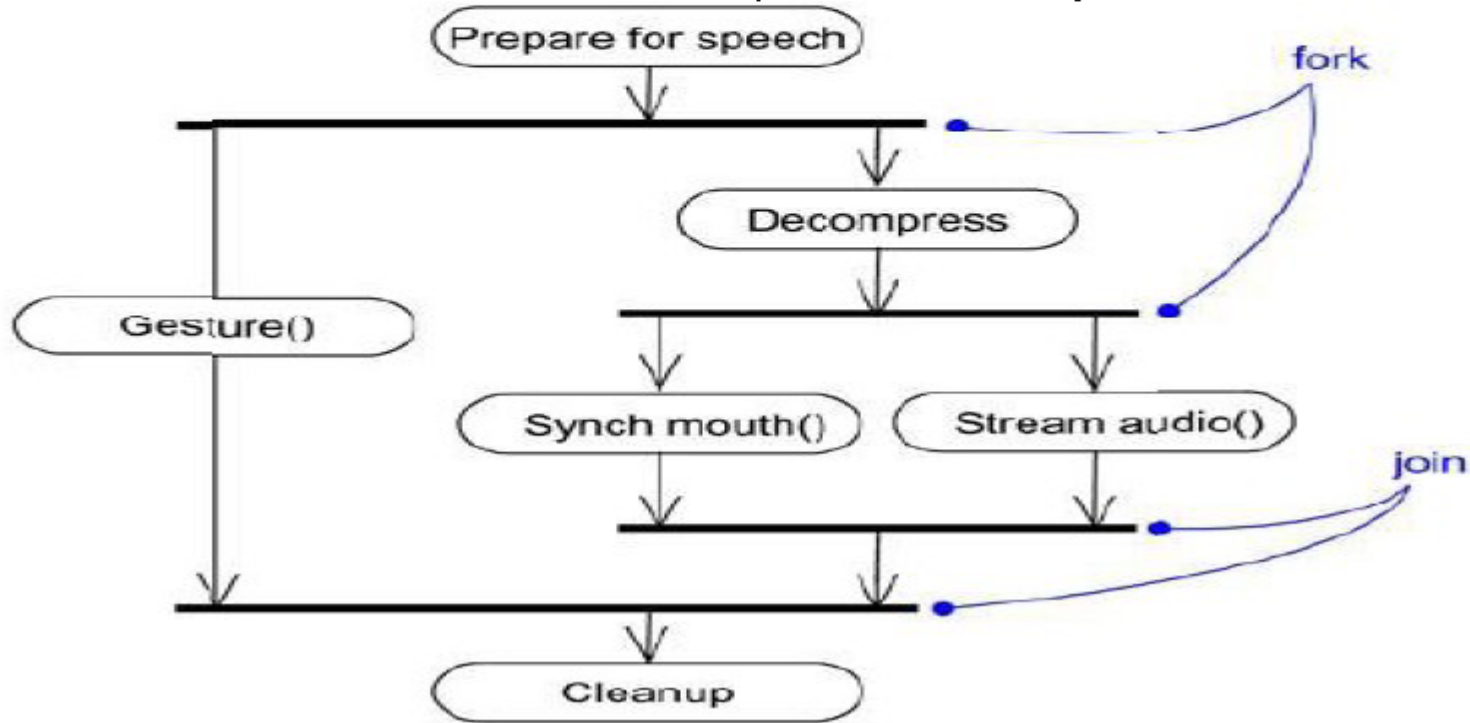 Prepare for speech
fork
Decompress
Gesture()
Synch mouth()
Stream audio()
join
Cleanup